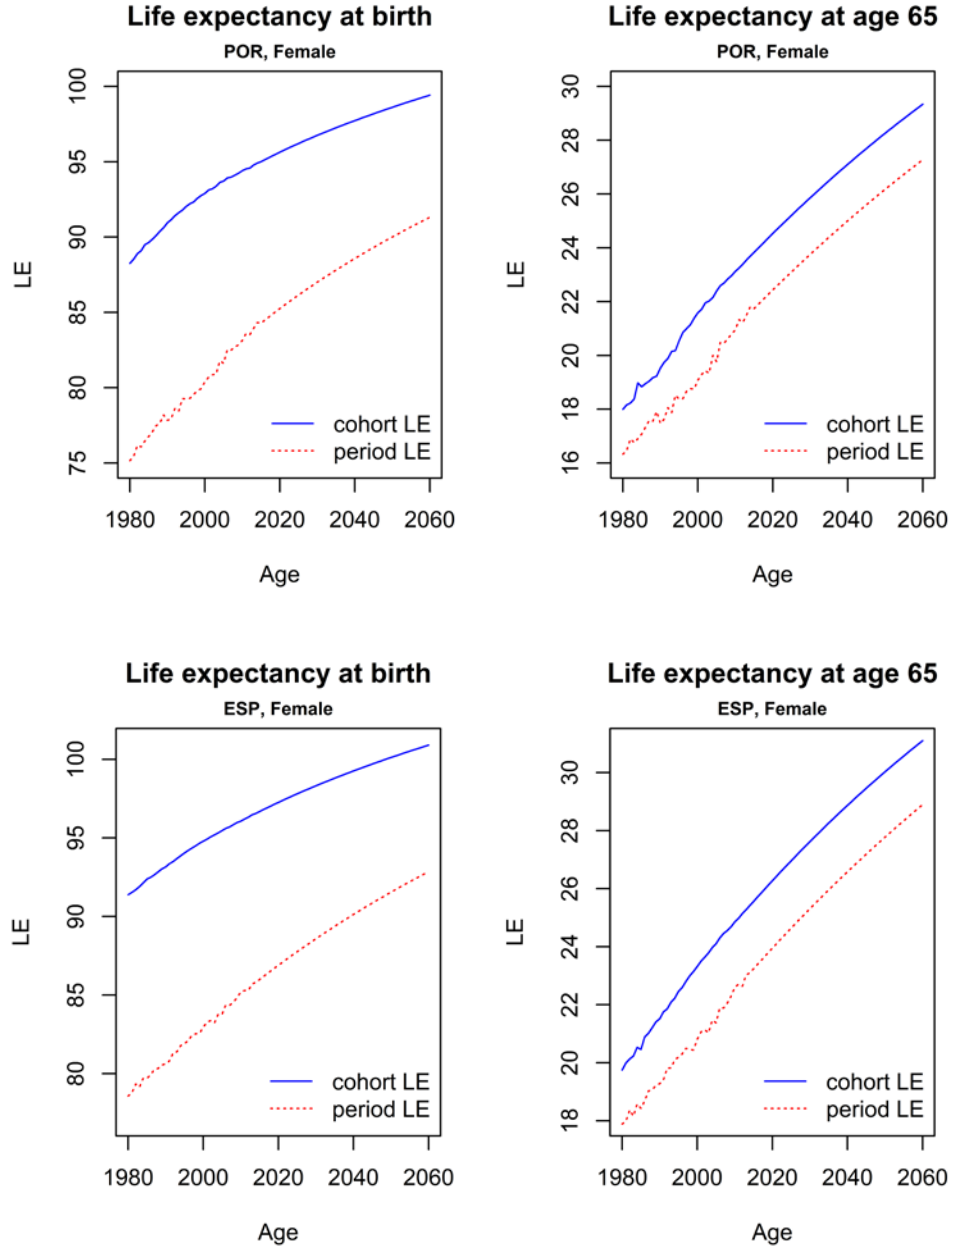 Life expectancy at birth
POR, Female
LE
100
95
90
85
80
75
cohort LE
period LE
1980 2000 2020 2040 2060
Age
Life expectancy at age 65
POR, Female
LE
30
28
26
24
22
20
18
16
cohort LE
period LE
1980 2000 2020 2040 2060
Age
Life expectancy at birth
ESP, Female
LE
100
95
90
85
80
cohort LE
period LE
1980 2000 2020 2040 2060
Age
Life expectancy at age 65
ESP, Female
LE
30
28
26
24
22
20
18
cohort LE
period LE
1980 2000 2020 2040 2060
Age